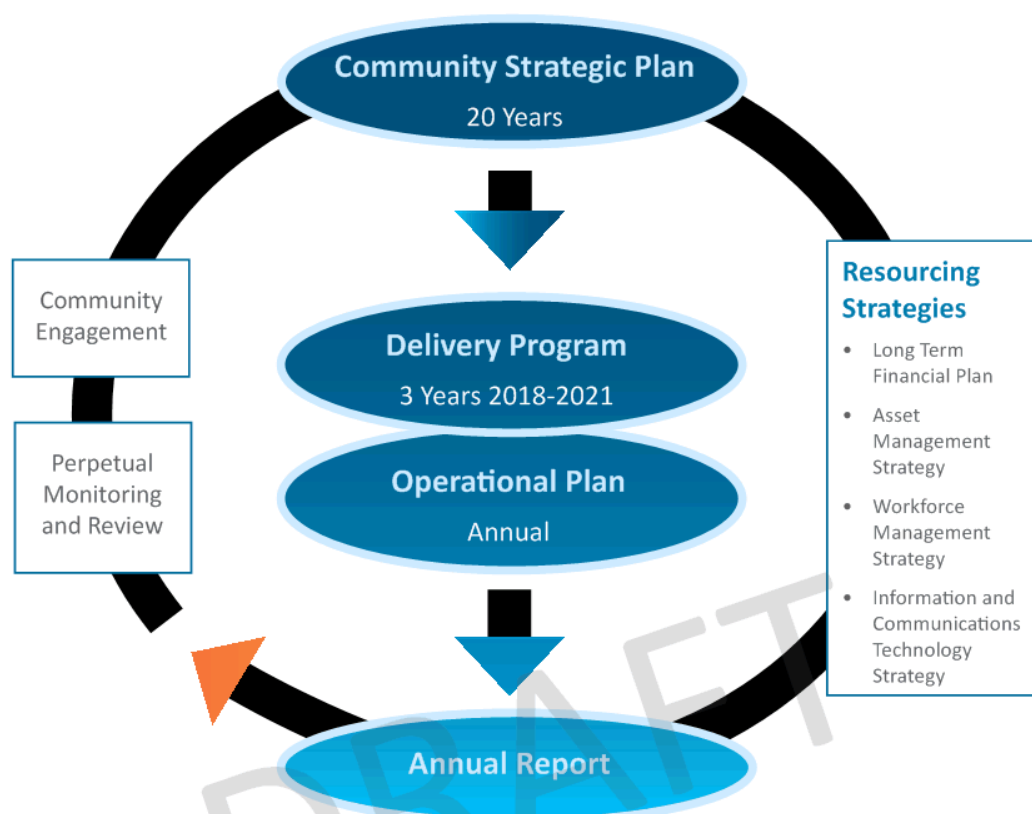 Community Strategic Plan
20 Years
Community
Engagement
Perpetual
Monitoring
and Review
Delivery Program
3 Years 2018-2021
Operational Plan
Annual
Annual Report
Resourcing
Strategies
• Long Term
Financial Plan
• Asset
Management
Strategy
• Workforce
Management
Strategy
• Information and
Communications
Technology
Strategy
DRAFT